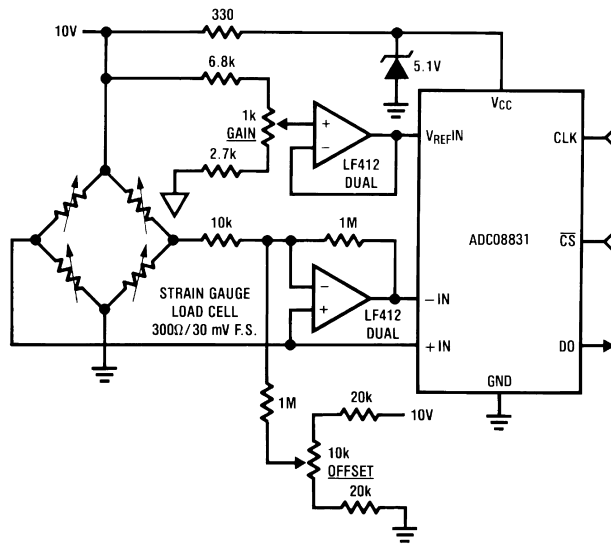 330
10V
6.8k
5.1V
VCC
1k
GAIN
VREFIN
CLK
2.7k
LF412
DUAL
10k
1M
ADC08831
CS
STRAIN GAUGE
LOAD CELL
300Ω/30 mV F.S.
LF412
DUAL
−IN
+IN
DO
GND
1M
20k
10V
10k
OFFSET
20k